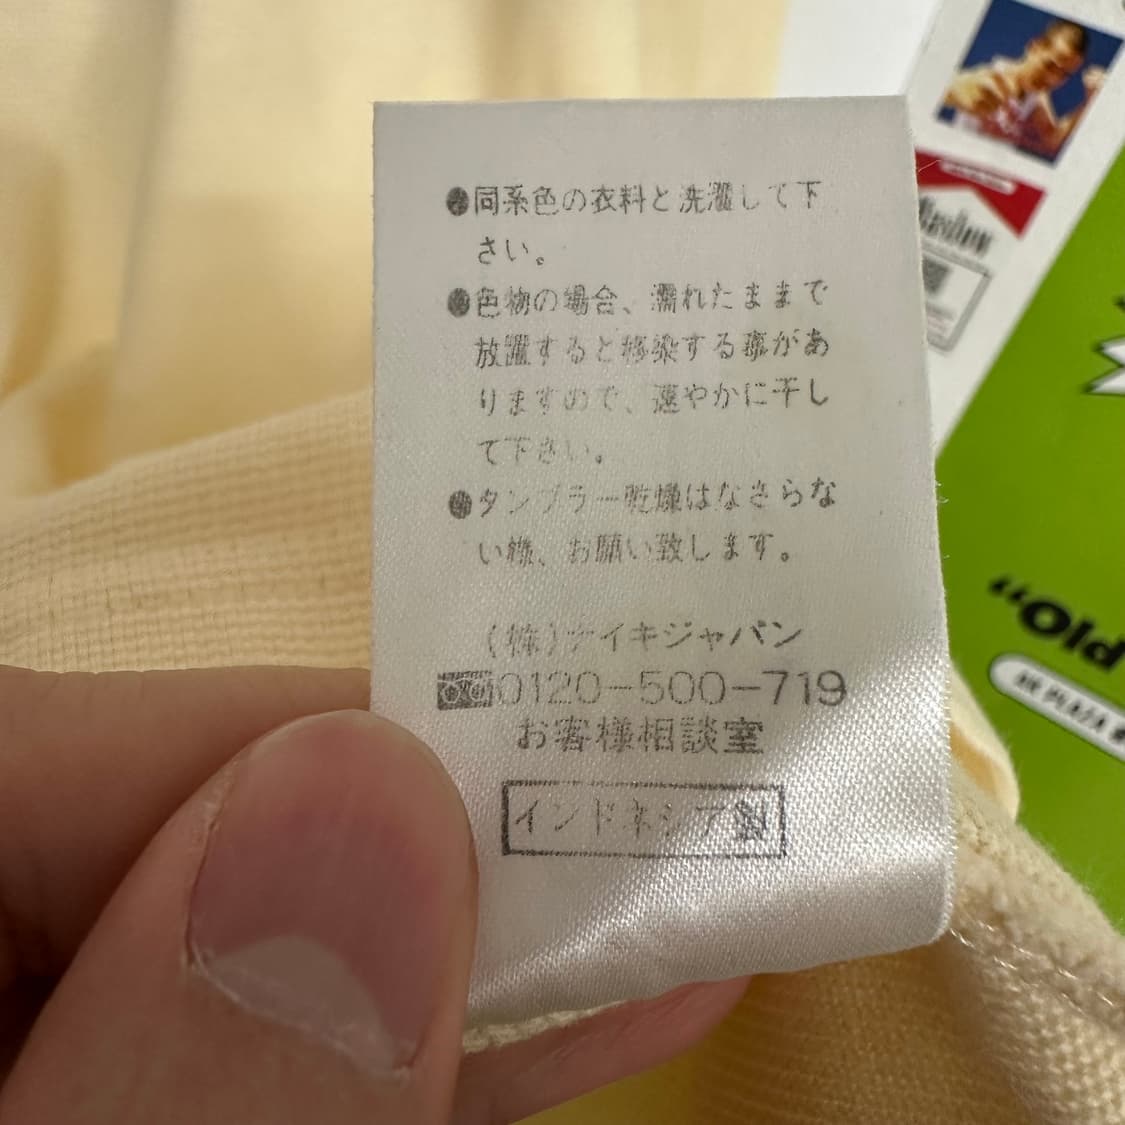 ●同系色の衣料と洗濯して下
さい。
●色物の場合、濡れたままで
放置すると移染する事があ
りますので、速やかに干し
て下さい。
●タンブラー乾燥はなさらな
い様、お願い致します。
(株)ナイキジャパン
0120-500-719
お客様相談室
インドネシア製
"Old